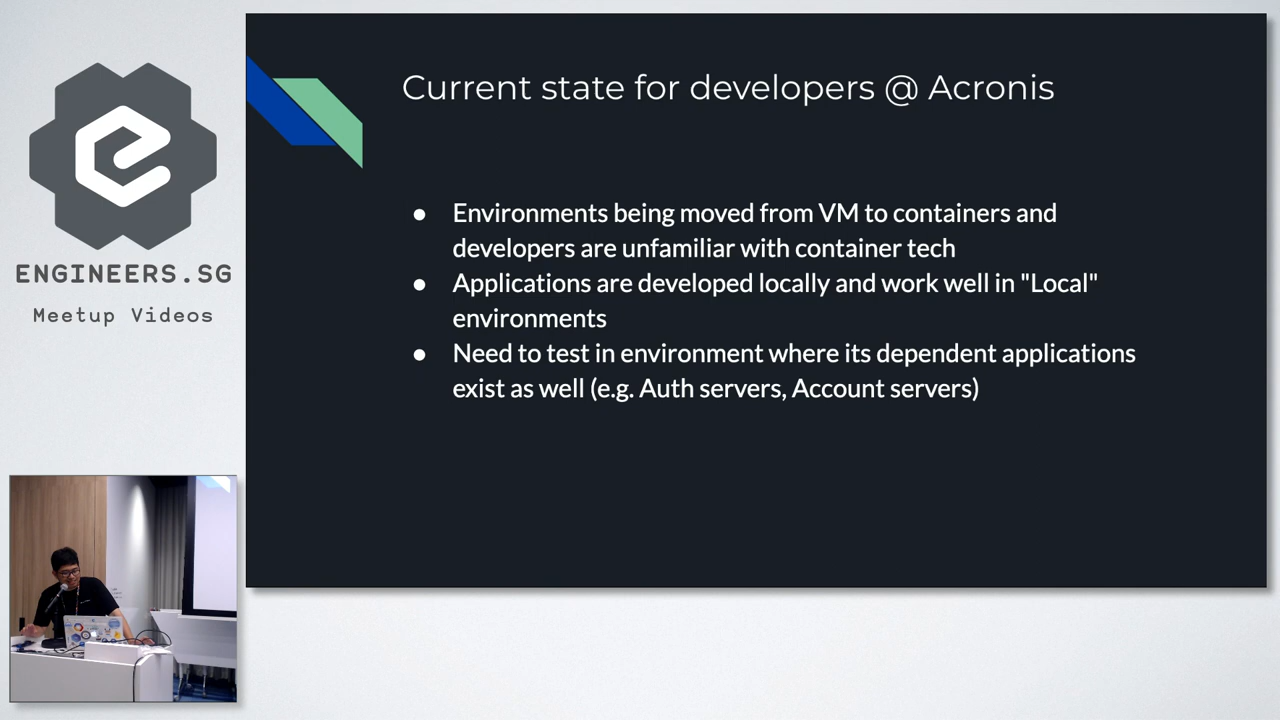 ENGINEERS.SG
Meetup Videos
Current state for developers @ Acronis
● Environments being moved from VM to containers and
developers are unfamiliar with container tech
● Applications are developed locally and work well in "Local"
environments
● Need to test in environment where its dependent applications
exist as well (e.g. Auth servers, Account servers)